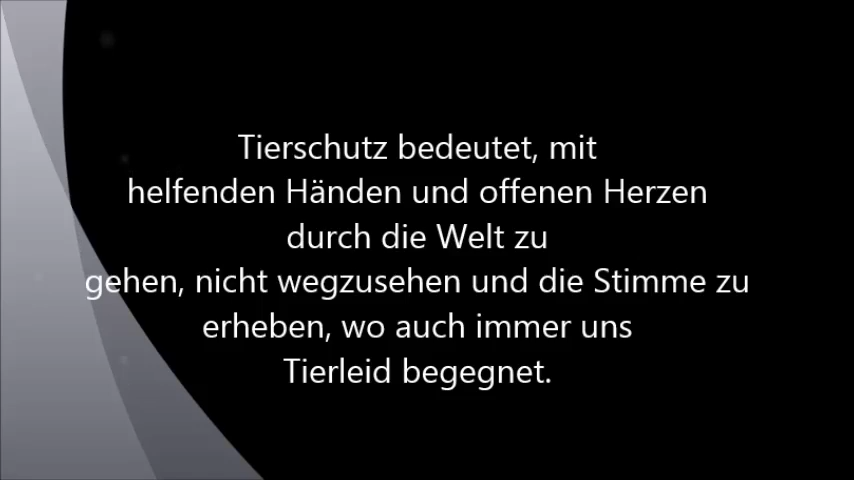 Tierschutz bedeutet, mit
helfenden Händen und offenen Herzen
durch die Welt zu
gehen, nicht wegzusehen und die Stimme zu
erheben, wo auch immer uns
Tierleid begegnet.